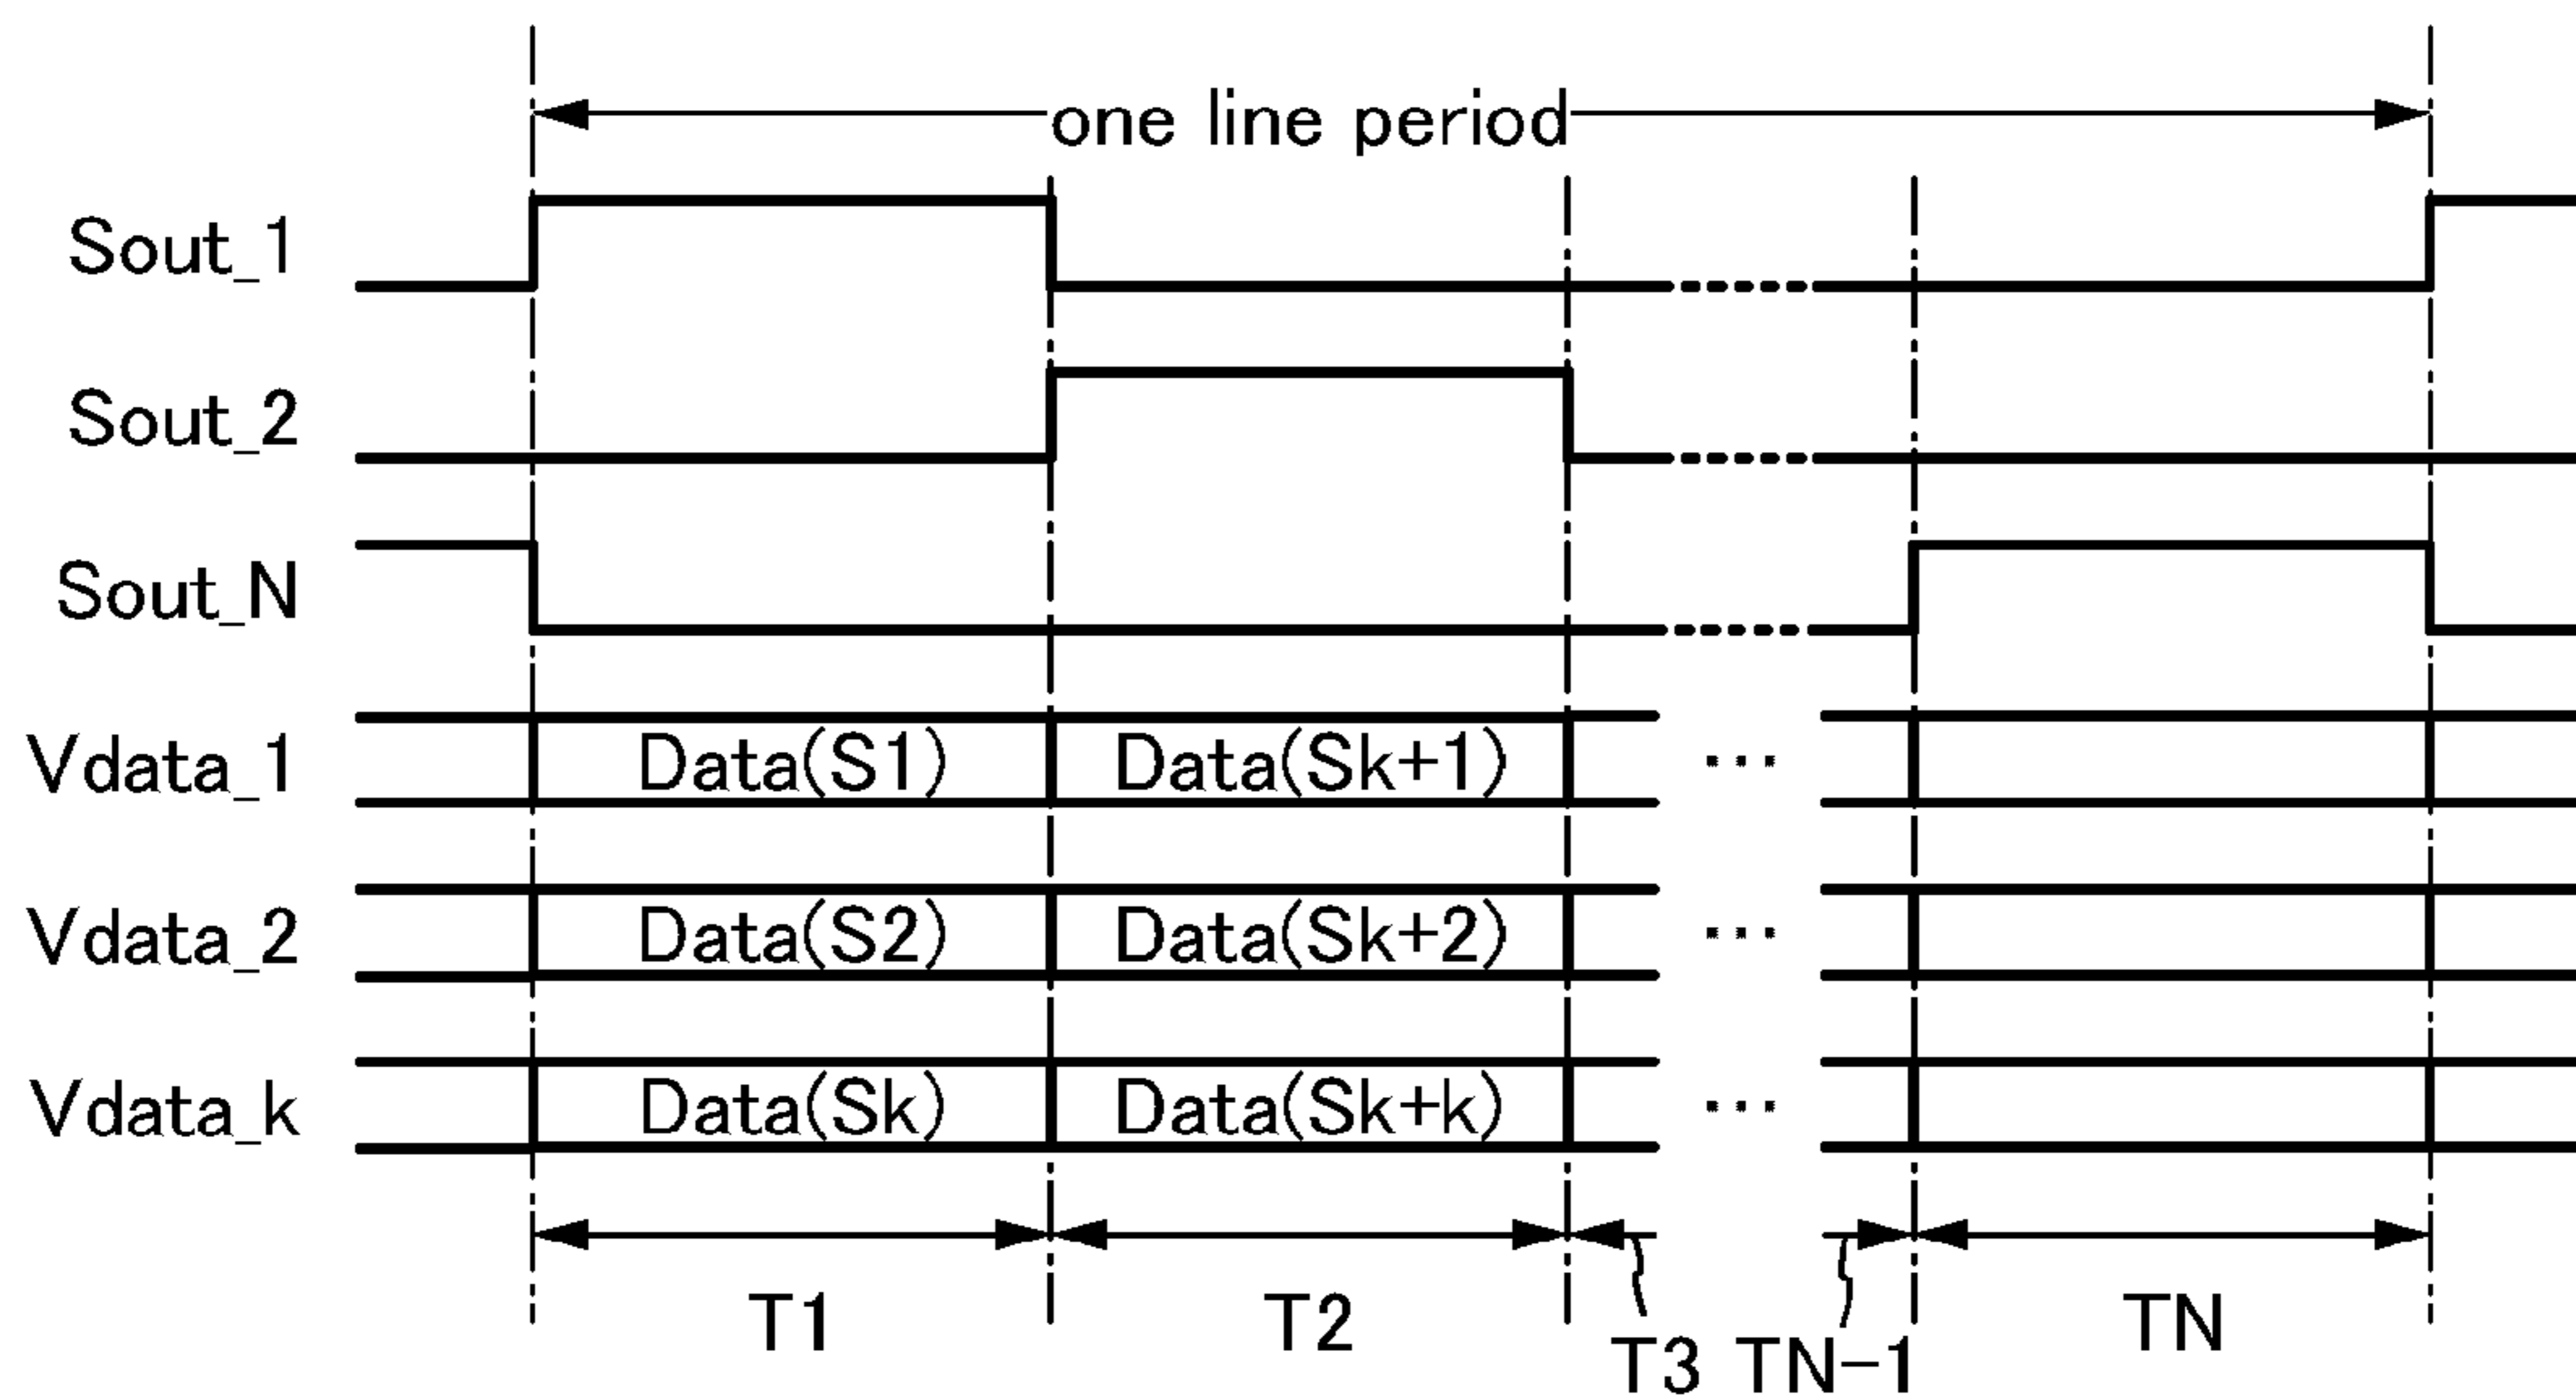 one line period
Sout_1
Sout_2
Sout_N
Vdata_1 Data(S1) Data(Sk+1) ...
Vdata_2 Data(S2) Data(Sk+2) ...
Vdata_k Data(Sk) Data(Sk+k) ...
T1 T2 T3 TN-1 TN